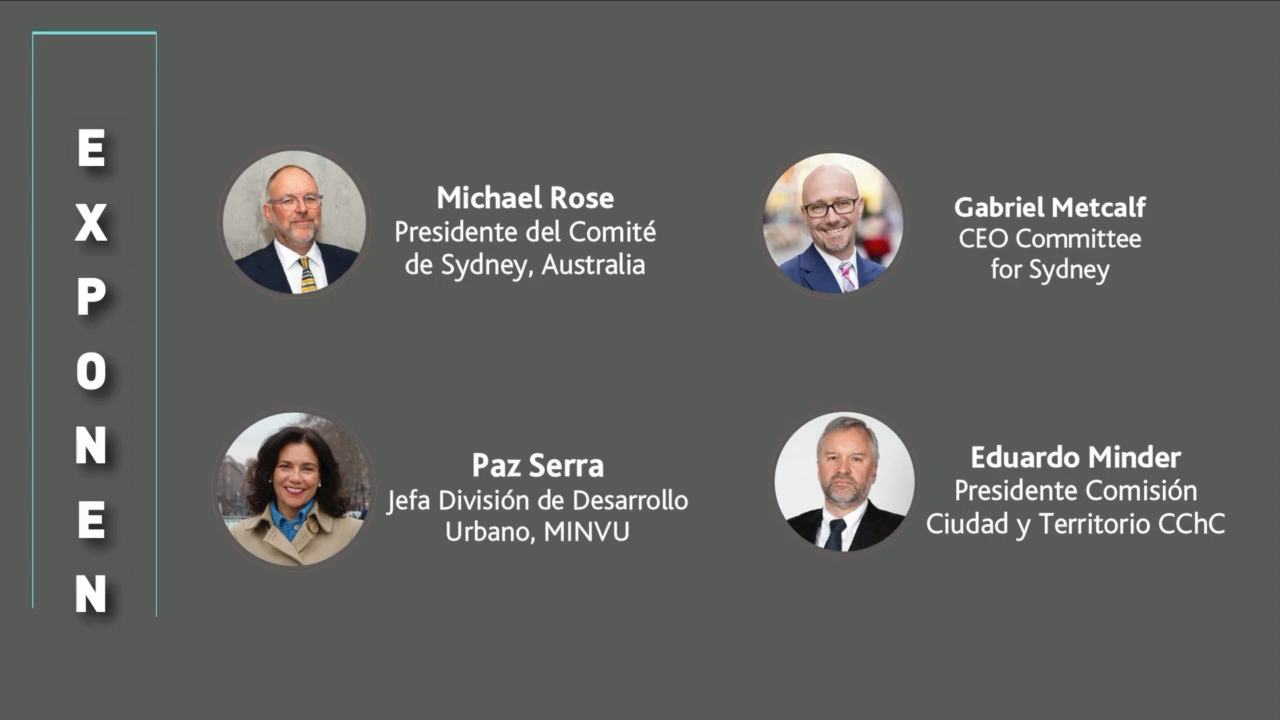 EXPONEN
Michael Rose
Presidente del Comité
de Sydney, Australia
Gabriel Metcalf
CEO Committee
for Sydney
Paz Serra
Jefa División de Desarrollo
Urbano, MINVU
Eduardo Minder
Presidente Comisión
Ciudad y Territorio CChC